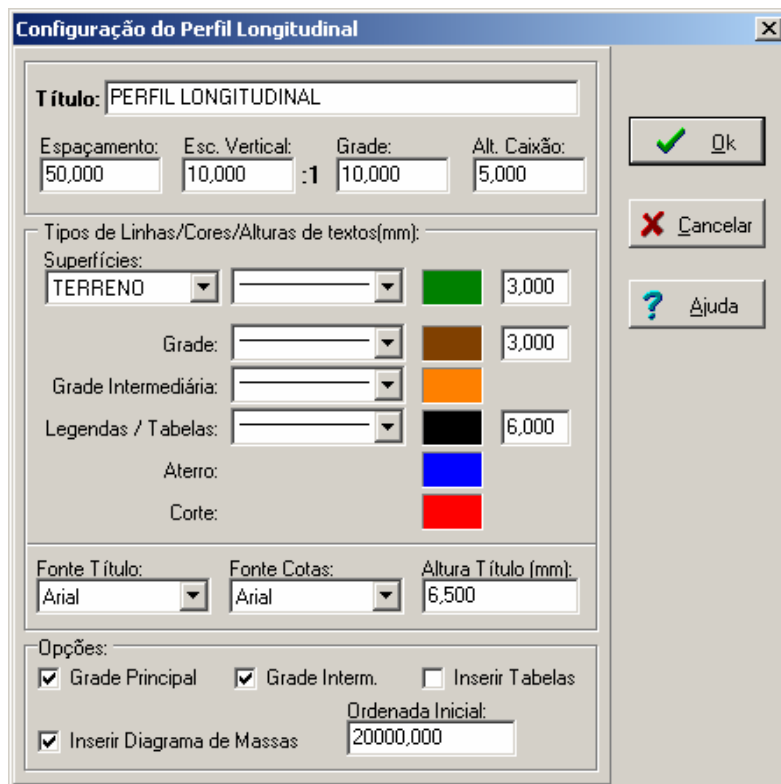 Configuração do Perfil Longitudinal
Título: PERFIL LONGITUDINAL
Espaçamento: Esc. Vertical: Grade: Alt. Caixão:
50,000 10,000 :1 10,000 5,000
Ok
Cancelar
Ajuda
Tipos de Linhas/Cores/Alturas de textos(mm):
Superfícies:
TERRENO 3,000
Grade: 3,000
Grade Intermediária:
Legendas / Tabelas: 6,000
Aterro:
Corte:
Fonte Título: Fonte Cotas: Altura Título (mm):
Arial Arial 6,500
Opções:
Grade Principal Grade Interm. Inserir Tabelas
Ordenada Inicial:
Inserir Diagrama de Massas 20000,000